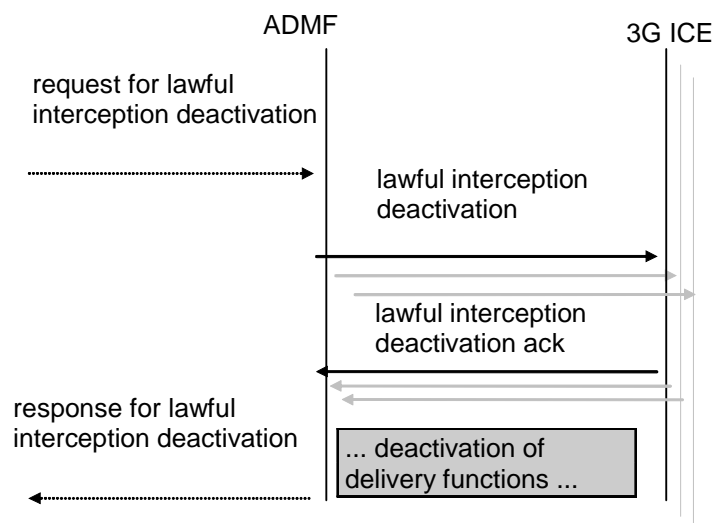 ADMF
3G ICE
request for lawful
interception deactivation
lawful interception
deactivation
lawful interception
deactivation ack
response for lawful
interception deactivation
... deactivation of
delivery functions ...